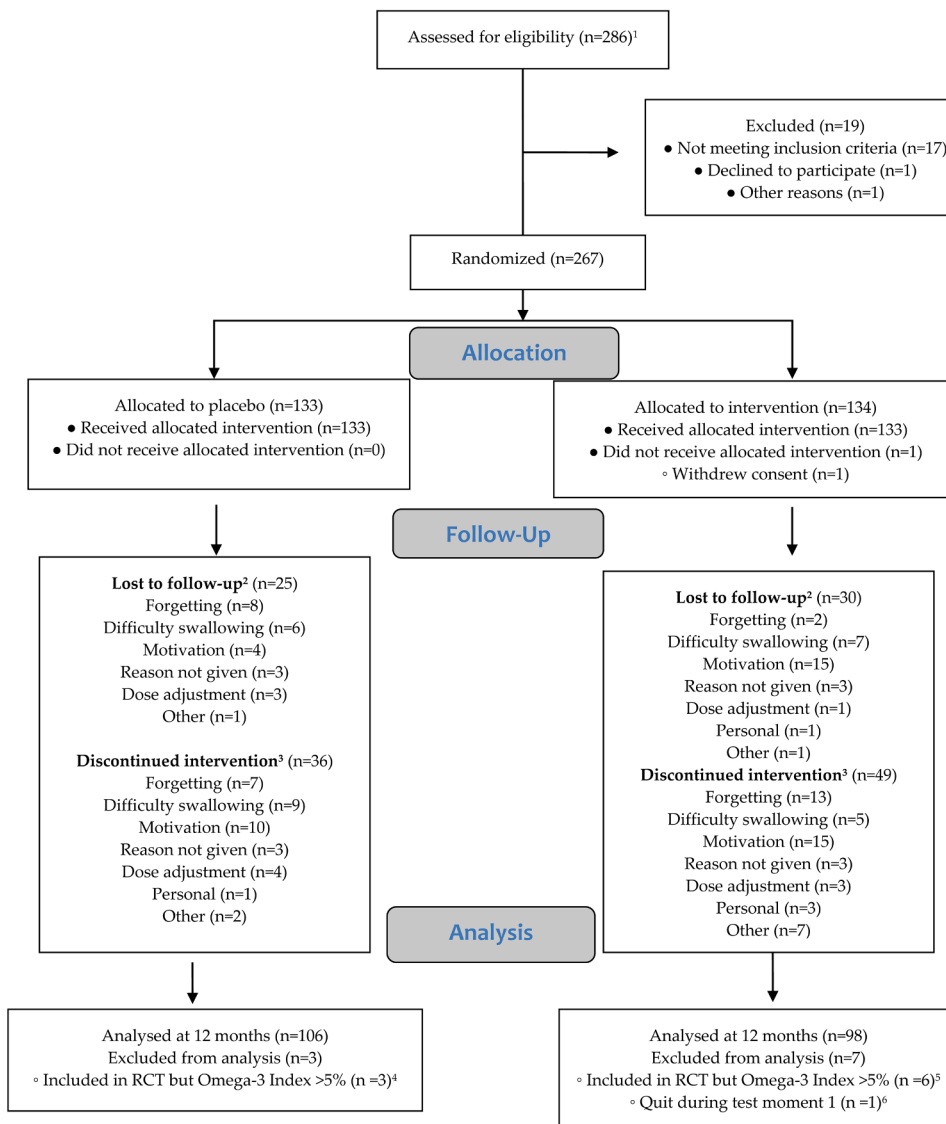 Assessed for eligibility (n=286)¹
Excluded (n=19)
● Not meeting inclusion criteria (n=17)
● Declined to participate (n=1)
● Other reasons (n=1)
Randomized (n=267)
Allocation
Allocated to placebo (n=133)
● Received allocated intervention (n=133)
● Did not receive allocated intervention (n=0)
Allocated to intervention (n=134)
● Received allocated intervention (n=133)
● Did not receive allocated intervention (n=1)
◦ Withdrew consent (n=1)
Follow-Up
Lost to follow-up² (n=25)
Forgetting (n=8)
Difficulty swallowing (n=6)
Motivation (n=4)
Reason not given (n=3)
Dose adjustment (n=3)
Other (n=1)
Discontinued intervention³ (n=36)
Forgetting (n=7)
Difficulty swallowing (n=9)
Motivation (n=10)
Reason not given (n=3)
Dose adjustment (n=4)
Personal (n=1)
Other (n=2)
Lost to follow-up² (n=30)
Forgetting (n=2)
Difficulty swallowing (n=7)
Motivation (n=15)
Reason not given (n=3)
Dose adjustment (n=1)
Personal (n=1)
Other (n=1)
Discontinued intervention³ (n=49)
Forgetting (n=13)
Difficulty swallowing (n=5)
Motivation (n=15)
Reason not given (n=3)
Dose adjustment (n=3)
Personal (n=3)
Other (n=7)
Analysis
Analysed at 12 months (n=106)
Excluded from analysis (n=3)
◦ Included in RCT but Omega-3 Index >5% (n =3)⁴
Analysed at 12 months (n=98)
Excluded from analysis (n=7)
◦ Included in RCT but Omega-3 Index >5% (n =6)⁵
◦ Quit during test moment 1 (n =1)⁶